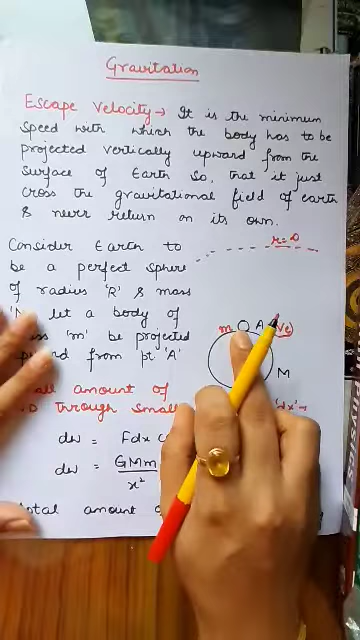 Gravitation
Escape Velocity → It is the minimum
speed with which the body has to be
projected vertically upward from the
surface of Earth so, that it just
cross the gravitational field of earth
& never return on its own.
Consider Earth to
be a perfect sphere
of radius 'R' & mass
let a body of
'm' be projected
from pt 'A'
amount of
through small
dw = Fdx
dw = GMm
x²
total amount
r=∞
m A (Ve)
M
'dx' →